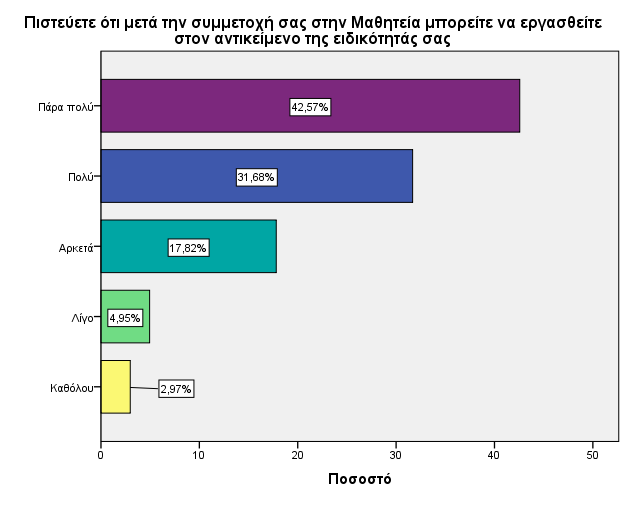 Πιστεύετε ότι μετά την συμμετοχή σας στην Μαθητεία μπορείτε να εργασθείτε
στον αντικείμενο της ειδικότητάς σας
Πάρα πολύ
42,57%
Πολύ
31,68%
Αρκετά
17,82%
Λίγο
4,95%
Καθόλου
2,97%
0 10 20 30 40 50
Ποσοστό